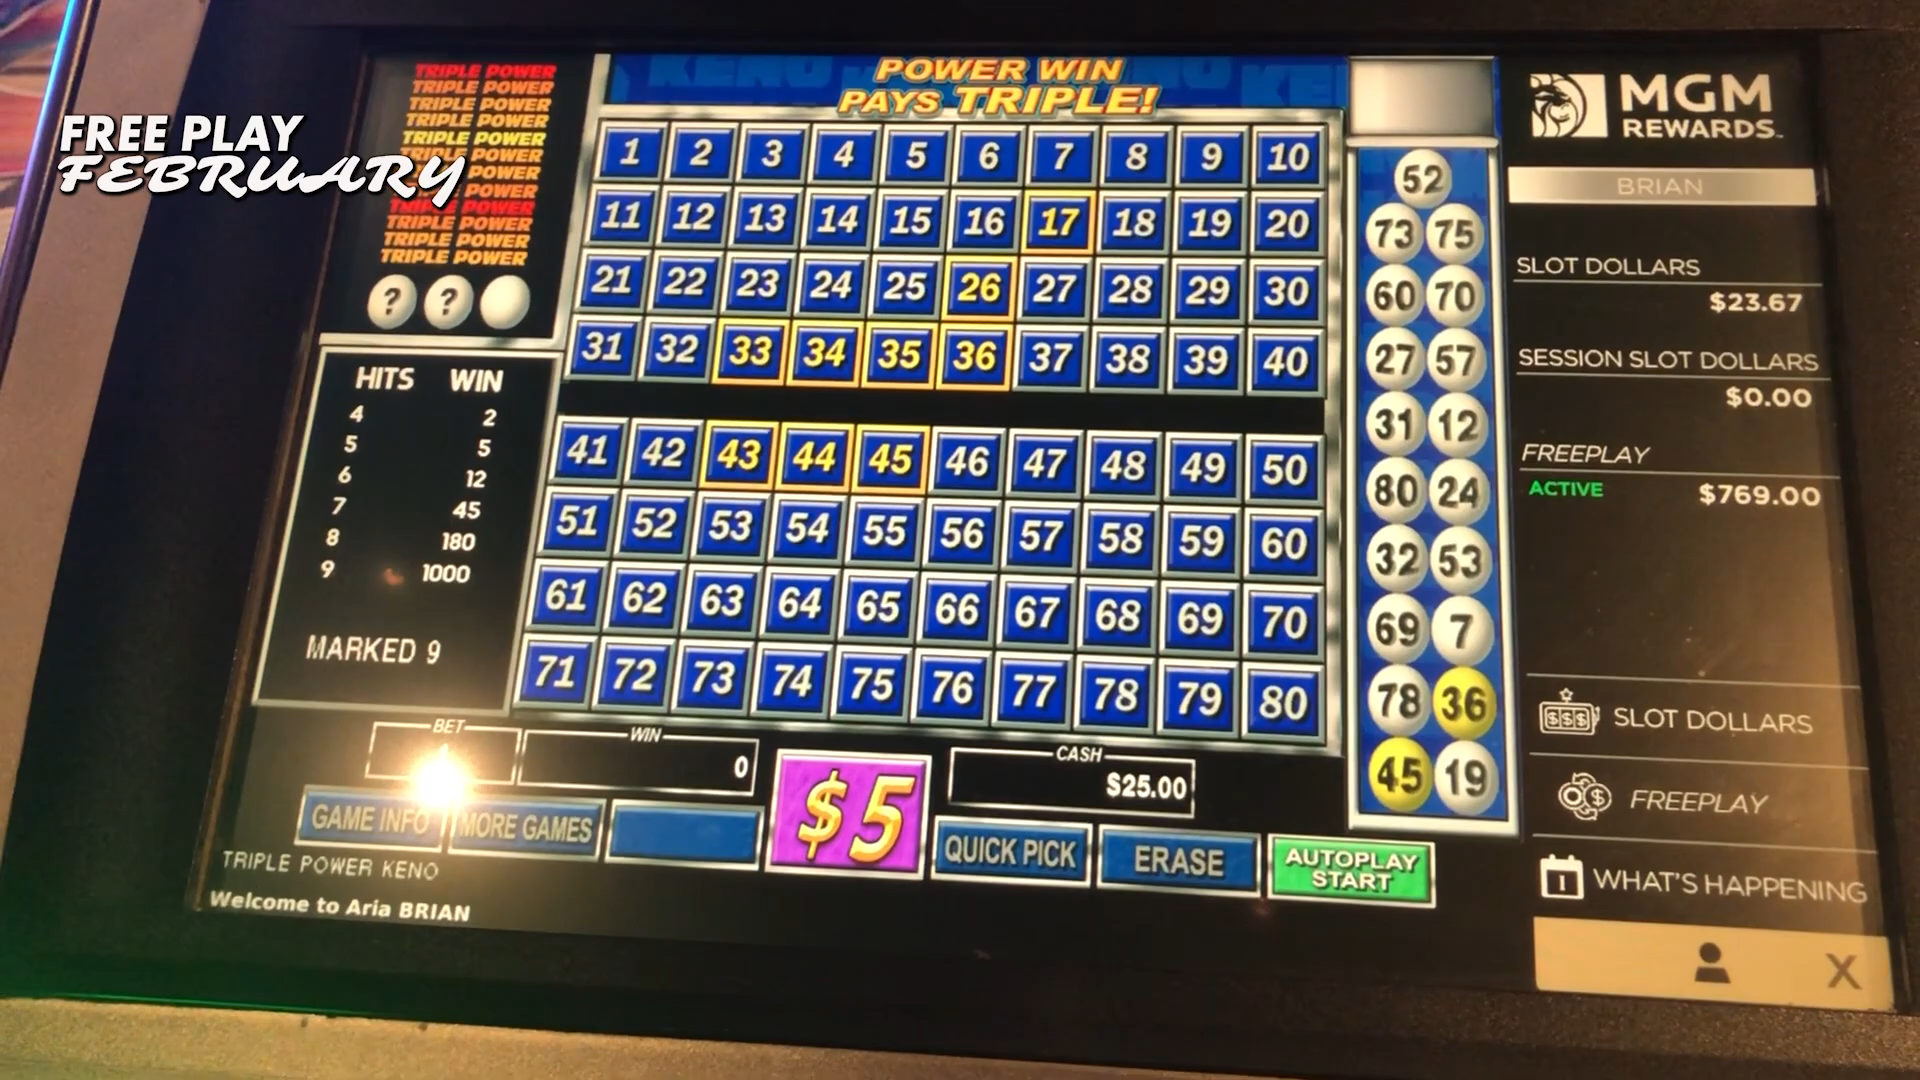 FREE PLAY
FEBRUARY
TRIPLE POWER
TRIPLE POWER
TRIPLE POWER
TRIPLE POWER
TRIPLE POWER
TRIPLE POWER
POWER
POWER
TRIPLE POWER
TRIPLE POWER
TRIPLE POWER
TRIPLE POWER
? ?
HITS WIN
4 2
5 5
6 12
7 45
8 180
9 1000
MARKED 9
KENO
POWER WIN
PAYS TRIPLE!
1 2 3 4 5 6 7 8 9 10
11 12 13 14 15 16 17 18 19 20
21 22 23 24 25 26 27 28 29 30
31 32 33 34 35 36 37 38 39 40
41 42 43 44 45 46 47 48 49 50
51 52 53 54 55 56 57 58 59 60
61 62 63 64 65 66 67 68 69 70
71 72 73 74 75 76 77 78 79 80
52
73 75
60 70
27 57
31 12
80 24
32 53
69 7
78 36
45 19
BET
WIN
0
$5
CASH
$25.00
GAME INFO
MORE GAMES
QUICK PICK
ERASE
AUTOPLAY
START
TRIPLE POWER KENO
Welcome to Aria BRIAN
MGM
REWARDS
BRIAN
SLOT DOLLARS
$23.67
SESSION SLOT DOLLARS
$0.00
FREEPLAY
ACTIVE $769.00
$$$ SLOT DOLLARS
$ FREEPLAY
1 WHAT'S HAPPENING
X